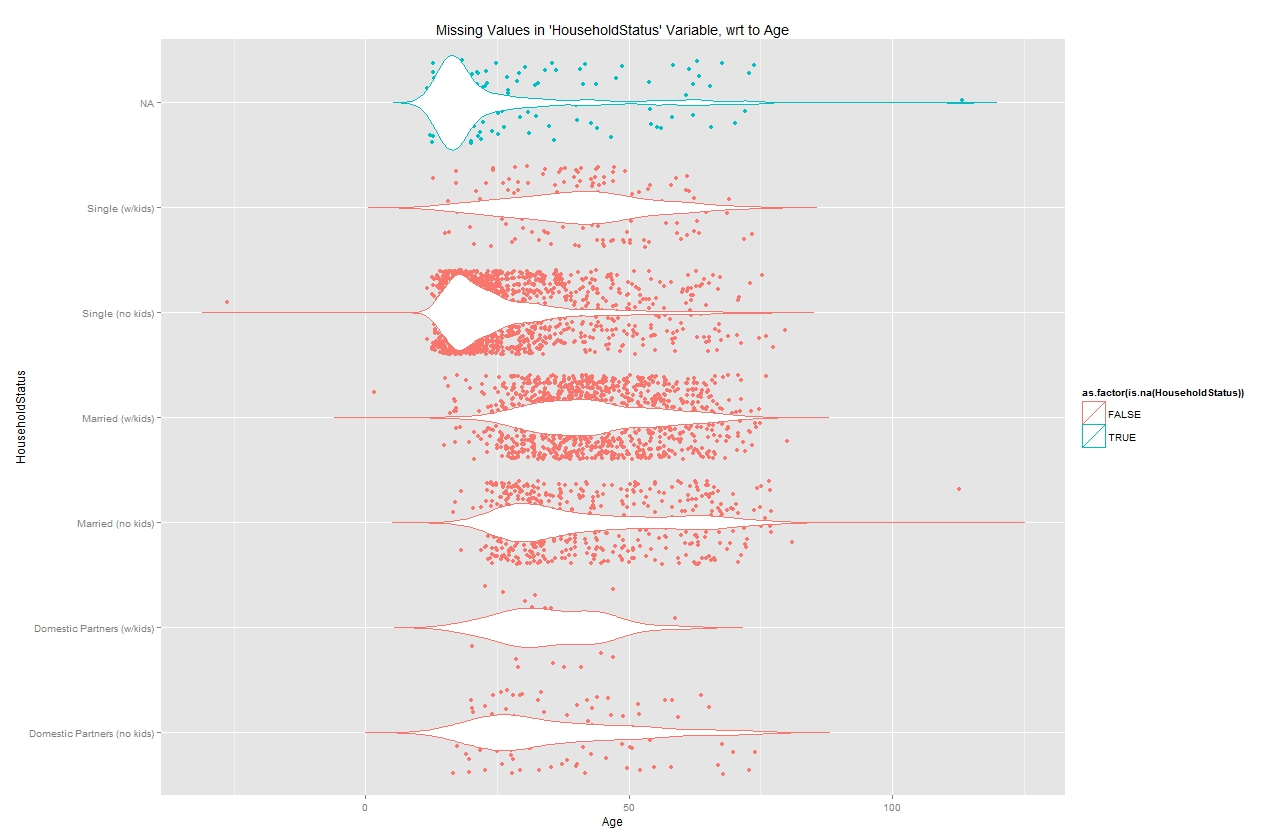 Missing Values in 'HouseholdStatus' Variable, wrt to Age
HouseholdStatus
NA
Single (w/kids)
Single (no kids)
Married (w/kids)
Married (no kids)
Domestic Partners (w/kids)
Domestic Partners (no kids)
0 50 100
Age
as.factor(is.na(HouseholdStatus))
FALSE
TRUE